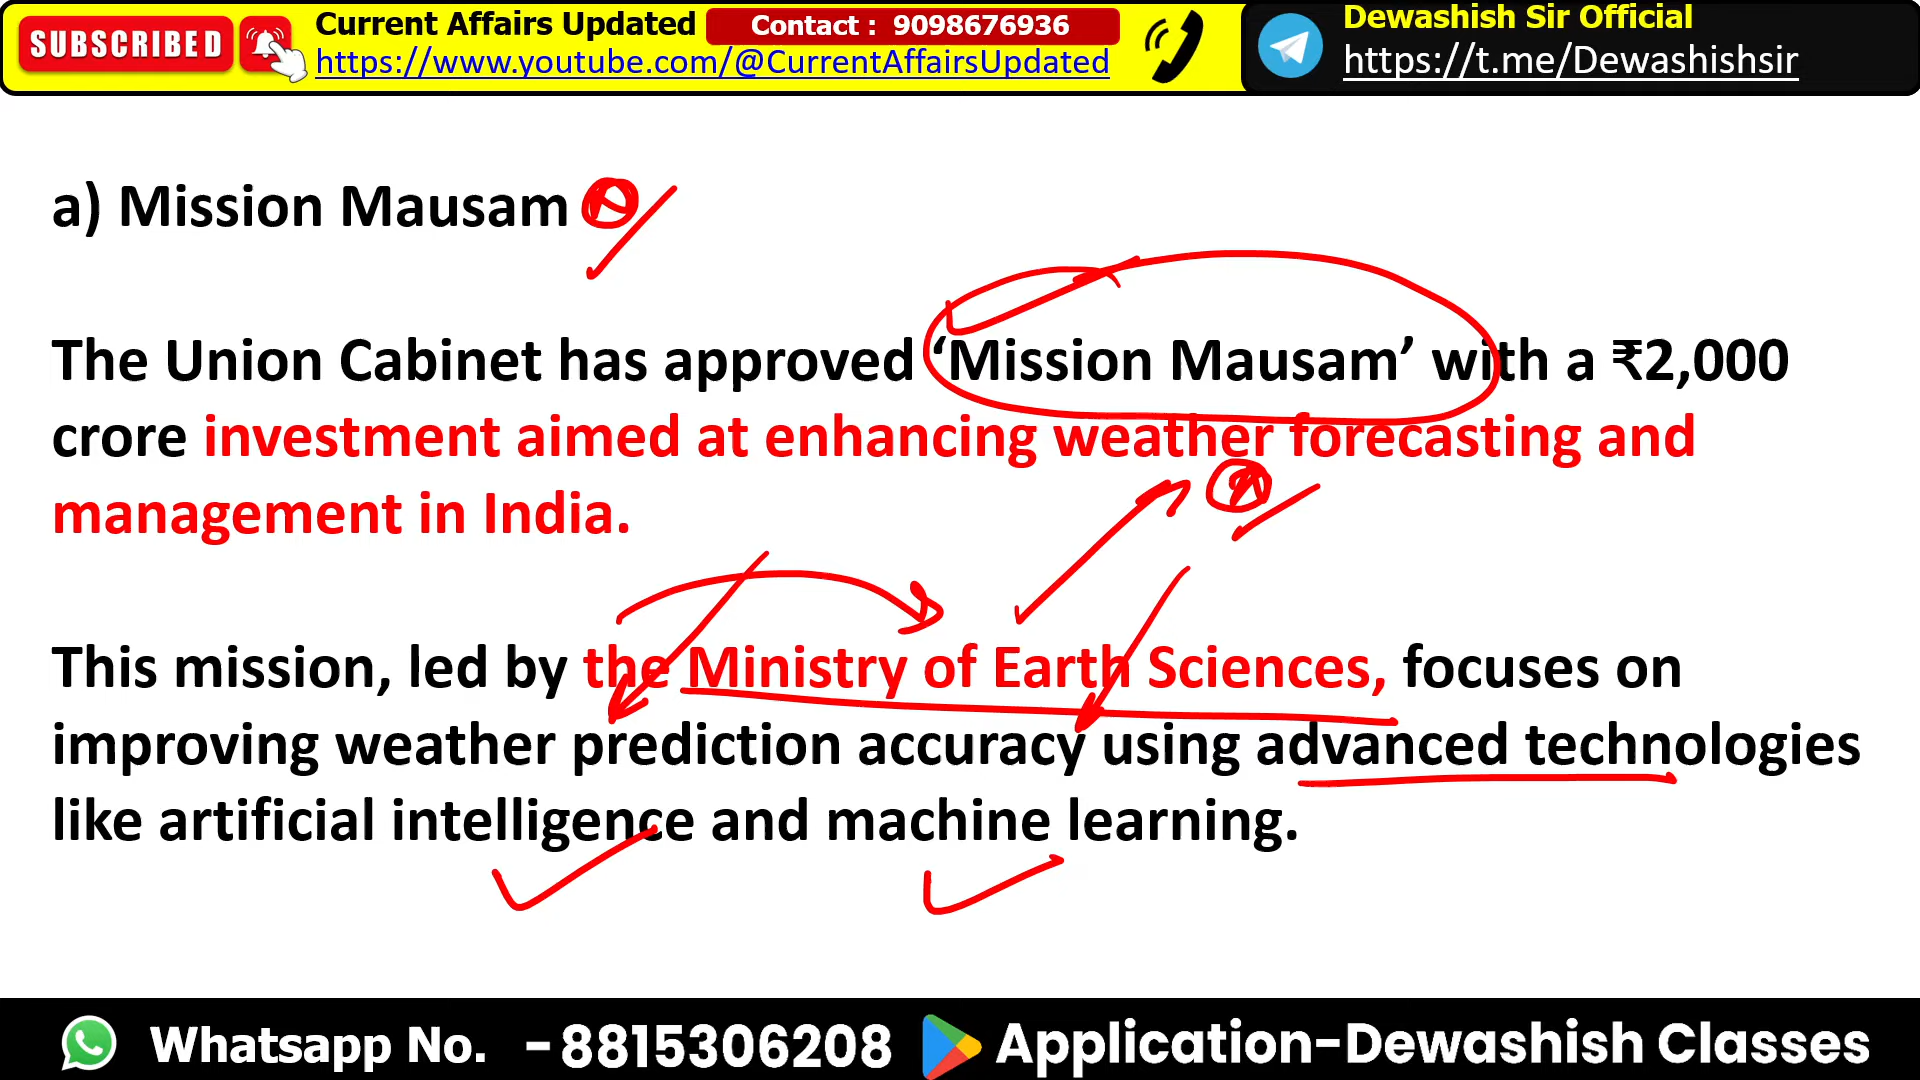 SUBSCRIBED
Current Affairs Updated
Contact : 9098676936
https://www.youtube.com/@CurrentAffairsUpdated
Dewashish Sir Official
https://t.me/Dewashishsir
a) Mission Mausam
The Union Cabinet has approved ‘Mission Mausam’ with a ₹2,000
crore investment aimed at enhancing weather forecasting and
management in India.
This mission, led by the Ministry of Earth Sciences, focuses on
improving weather prediction accuracy using advanced technologies
like artificial intelligence and machine learning.
Whatsapp No. -8815306208
Application-Dewashish Classes